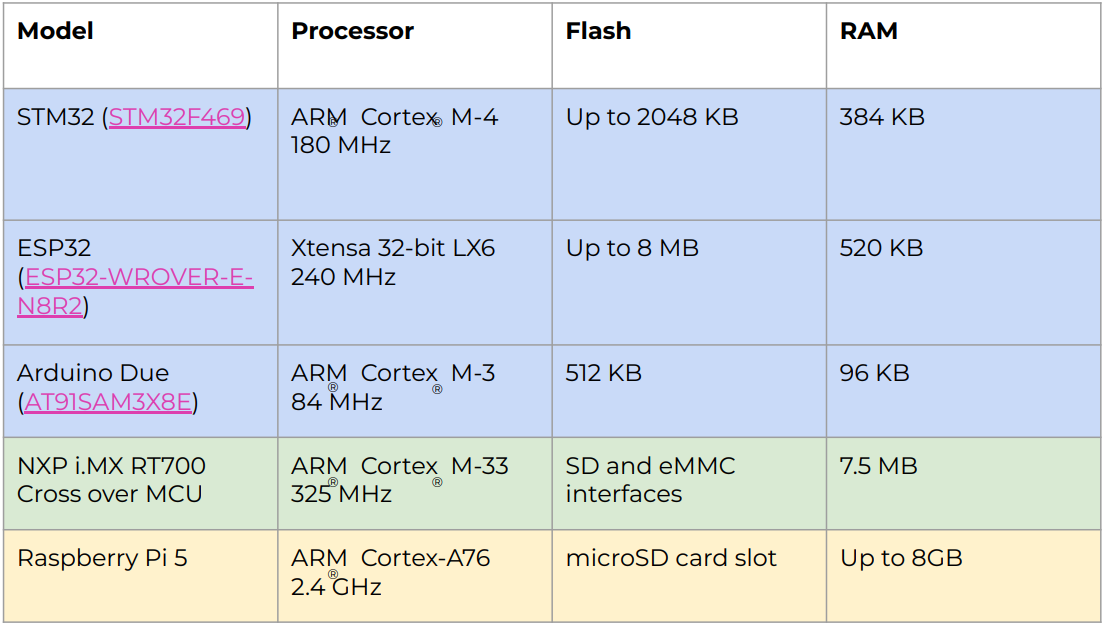 Model Processor Flash RAM
STM32 (STM32F469) ARM® Cortex® M-4 Up to 2048 KB 384 KB
180 MHz
ESP32 Xtensa 32-bit LX6 Up to 8 MB 520 KB
(ESP32-WROVER-E- 240 MHz
N8R2)
Arduino Due ARM® Cortex® M-3 512 KB 96 KB
(AT91SAM3X8E) 84 MHz
NXP i.MX RT700 ARM® Cortex® M-33 SD and eMMC 7.5 MB
Cross over MCU 325 MHz interfaces
Raspberry Pi 5 ARM® Cortex-A76 microSD card slot Up to 8GB
2.4 GHz